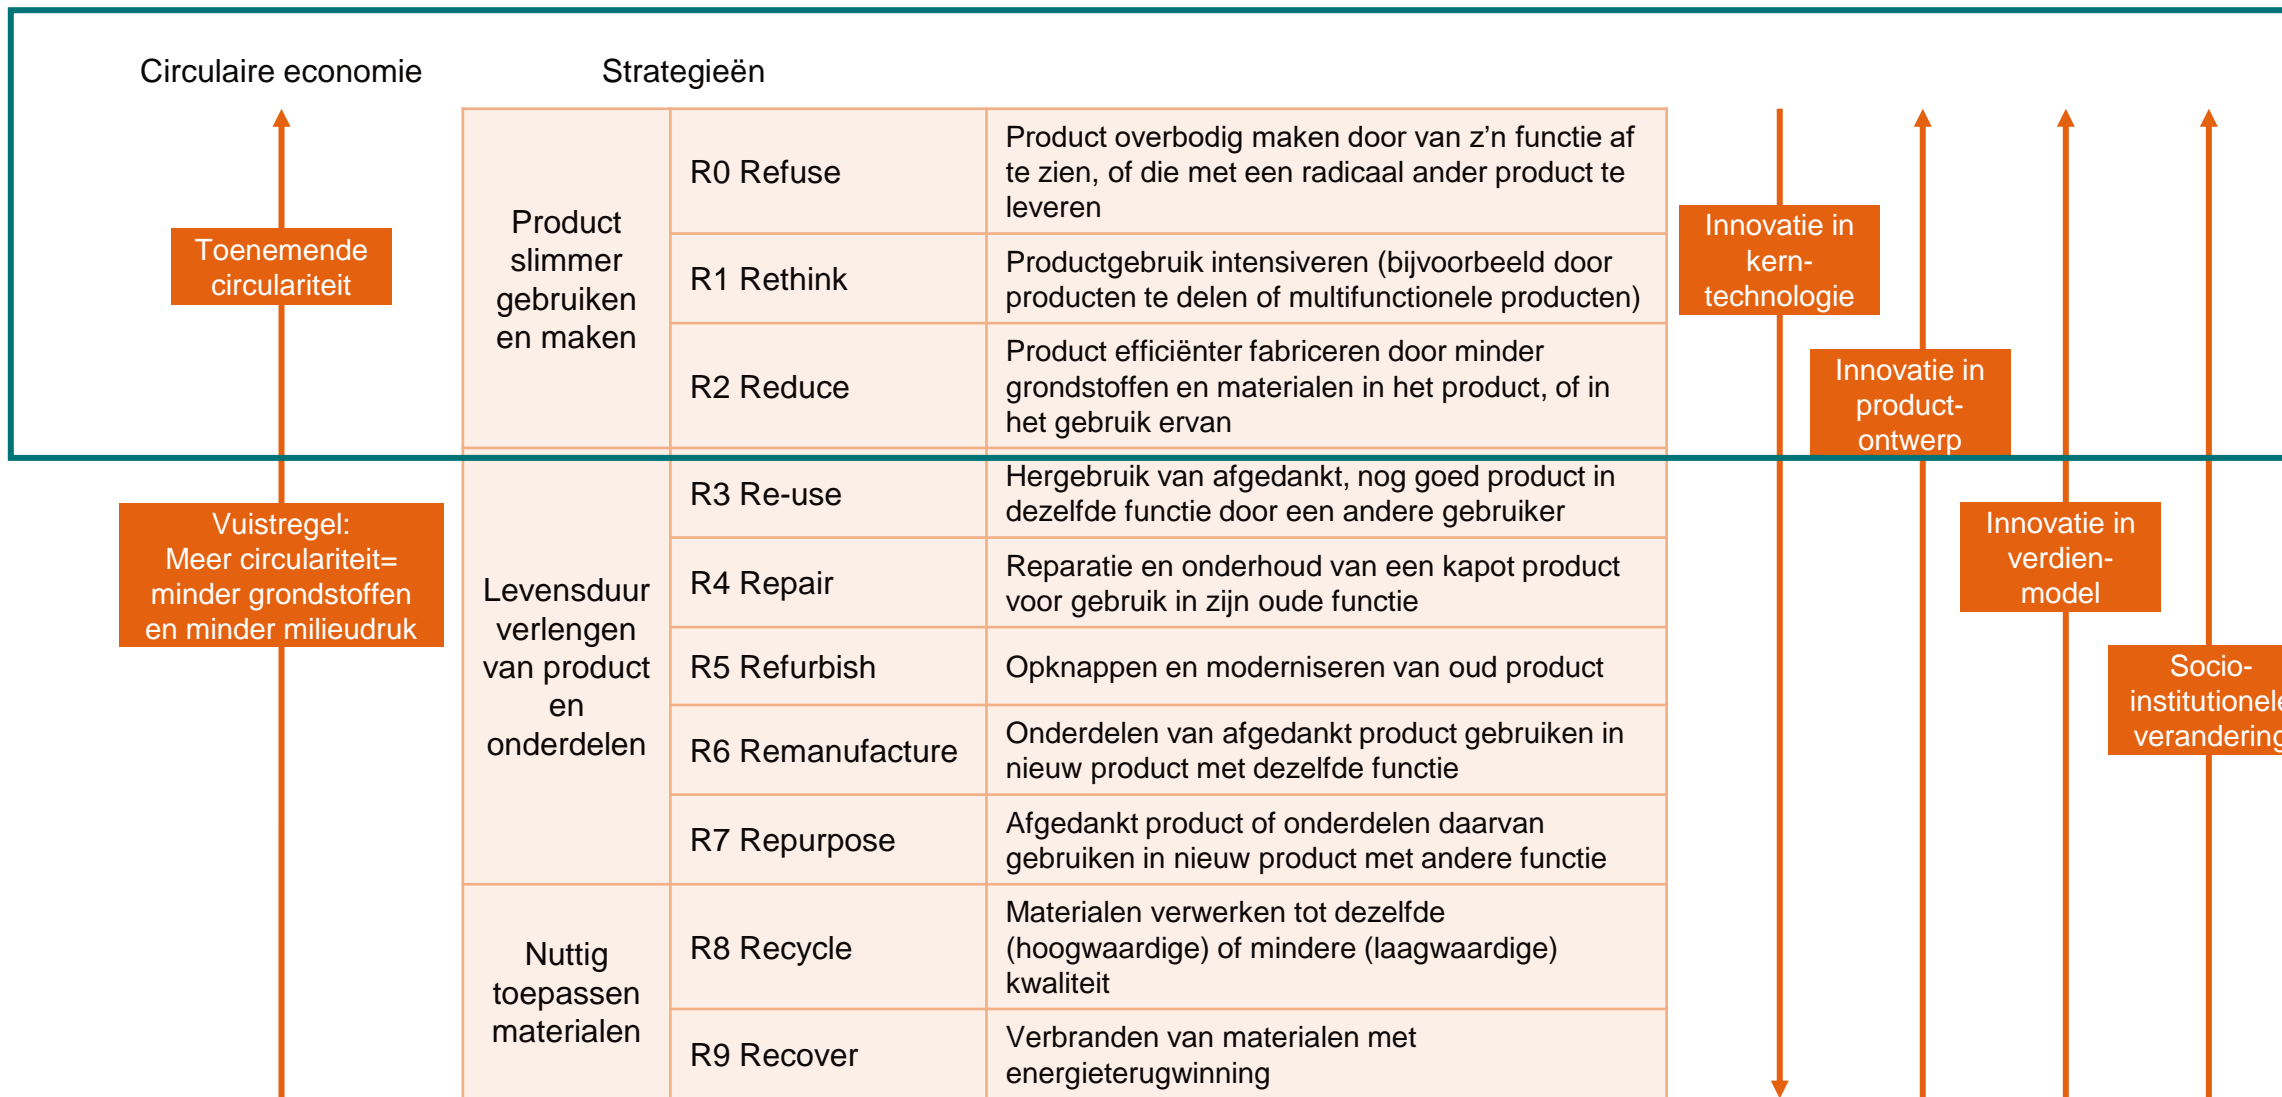 Circulaire economie
Strategieën
Toenemende
circulariteit
Vuistregel:
Meer circulariteit=
minder grondstoffen
en minder milieudruk
Product
slimmer
gebruiken
en maken
R0 Refuse
Product overbodig maken door van z’n functie af
te zien, of die met een radicaal ander product te
leveren
R1 Rethink
Productgebruik intensiveren (bijvoorbeeld door
producten te delen of multifunctionele producten)
R2 Reduce
Product efficiënter fabriceren door minder
grondstoffen en materialen in het product, of in
het gebruik ervan
Levensduur
verlengen
van product
en
onderdelen
R3 Re-use
Hergebruik van afgedankt, nog goed product in
dezelfde functie door een andere gebruiker
R4 Repair
Reparatie en onderhoud van een kapot product
voor gebruik in zijn oude functie
R5 Refurbish
Opknappen en moderniseren van oud product
R6 Remanufacture
Onderdelen van afgedankt product gebruiken in
nieuw product met dezelfde functie
R7 Repurpose
Afgedankt product of onderdelen daarvan
gebruiken in nieuw product met andere functie
Nuttig
toepassen
materialen
R8 Recycle
Materialen verwerken tot dezelfde
(hoogwaardige) of mindere (laagwaardige)
kwaliteit
R9 Recover
Verbranden van materialen met
energieterugwinning
Innovatie in
kern-
technologie
Innovatie in
product-
ontwerp
Innovatie in
verdien-
model
Socio-
institutionele
verandering